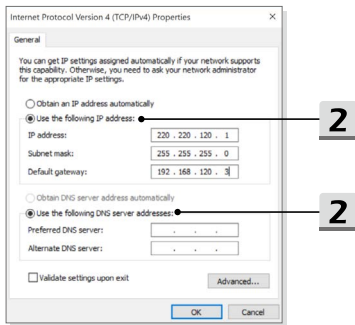 Internet Protocol Version 4 (TCP/IPv4) Properties
General
You can get IP settings assigned automatically if your network supports
this capability. Otherwise, you need to ask your network administrator
for the appropriate IP settings.
Obtain an IP address automatically
Use the following IP address:
2
IP address: 220 . 220 . 120 . 1
Subnet mask: 255 . 255 . 255 . 0
Default gateway: 192 . 168 . 120 . 3
Obtain DNS server address automatically
Use the following DNS server addresses:
2
Preferred DNS server: . . .
Alternate DNS server: . . .
Validate settings upon exit
Advanced...
OK Cancel